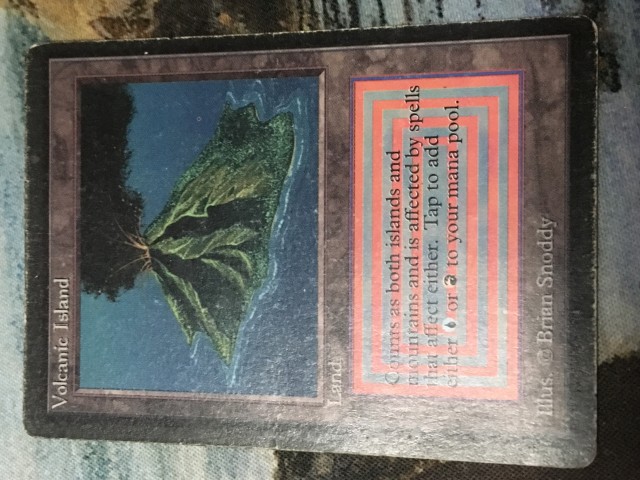 Volcanic Island
Land
Counts as both islands and
mountains and is affected by spells
that affect either. Tap to add
either or to your mana pool.
Illus. © Brian Snoddy